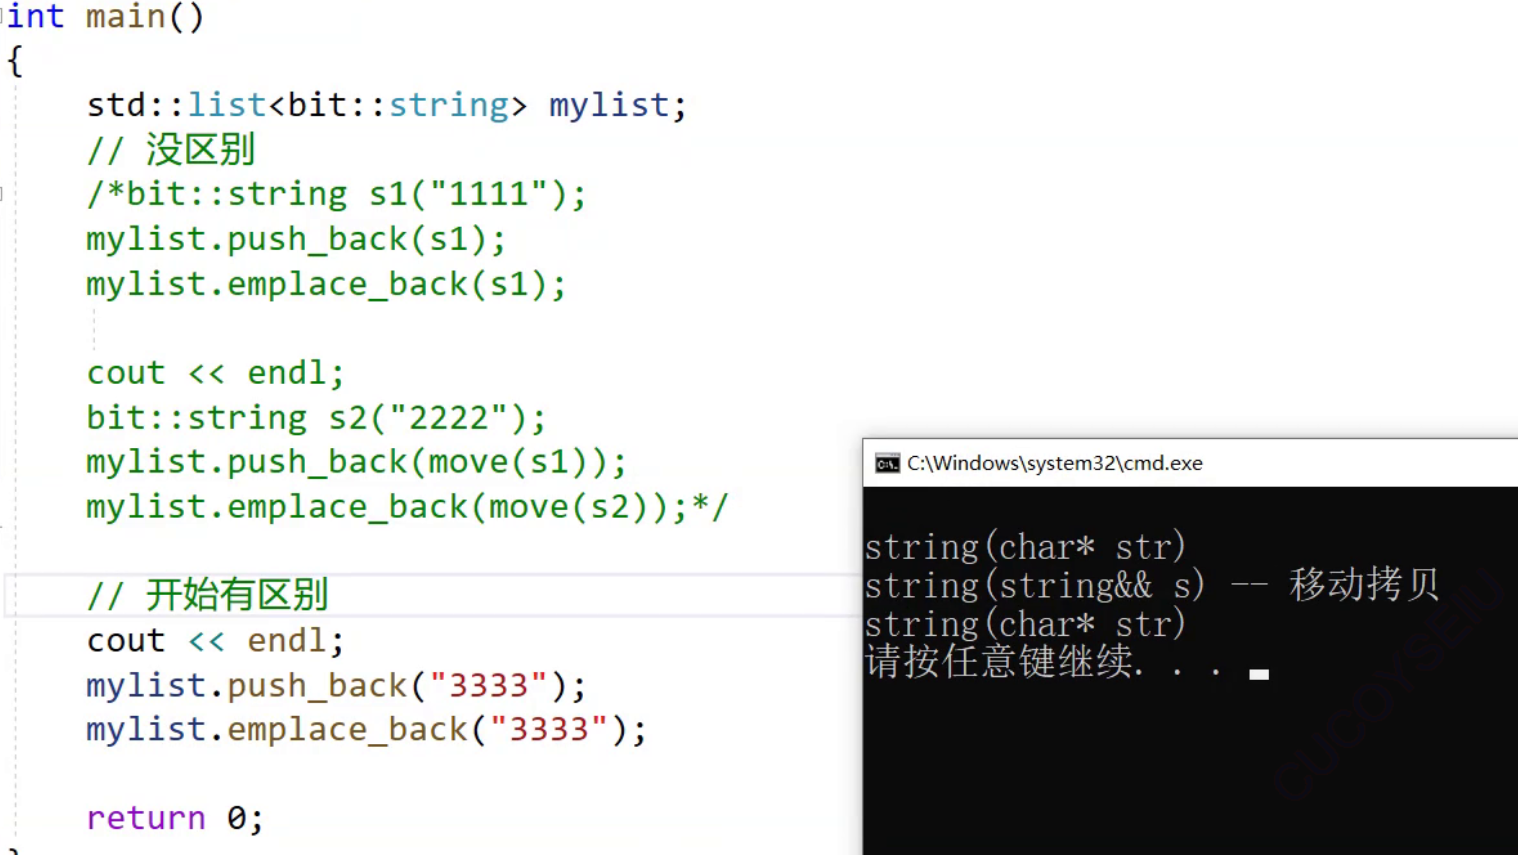 int main()
{
std::list<bit::string> mylist;
// 没区别
/*bit::string s1("1111");
mylist.push_back(s1);
mylist.emplace_back(s1);
cout << endl;
bit::string s2("2222");
mylist.push_back(move(s1));
mylist.emplace_back(move(s2));*/
// 开始有区别
cout << endl;
mylist.push_back("3333");
mylist.emplace_back("3333");
return 0;
C:\Windows\system32\cmd.exe
string(char* str)
string(string&& s) -- 移动拷贝
string(char* str)
请按任意键继续. . .